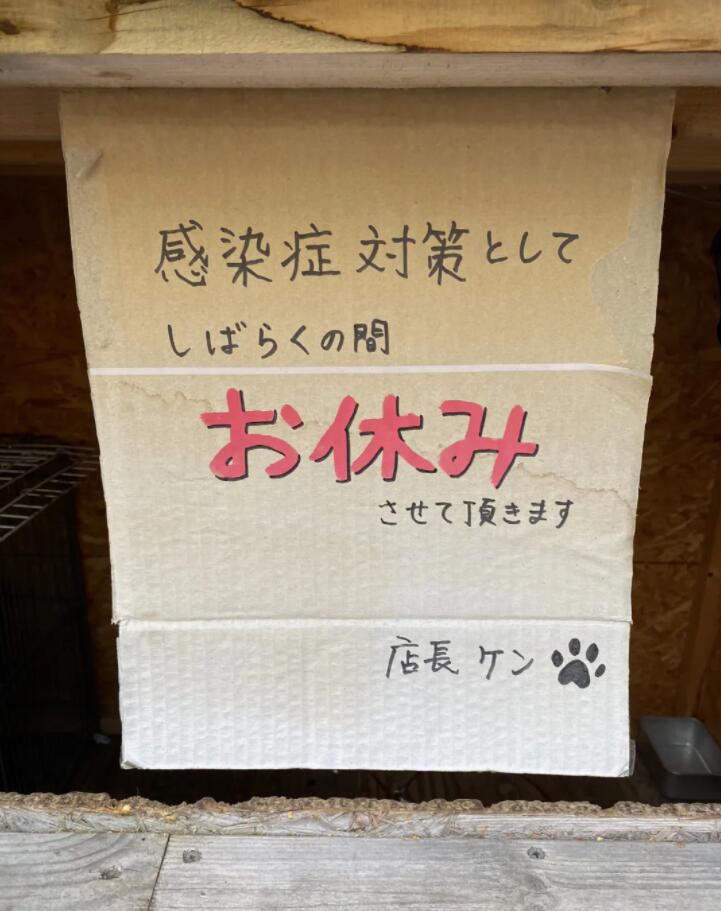 感染症対策として
しばらくの間
お休み
させて頂きます
店長 ケン